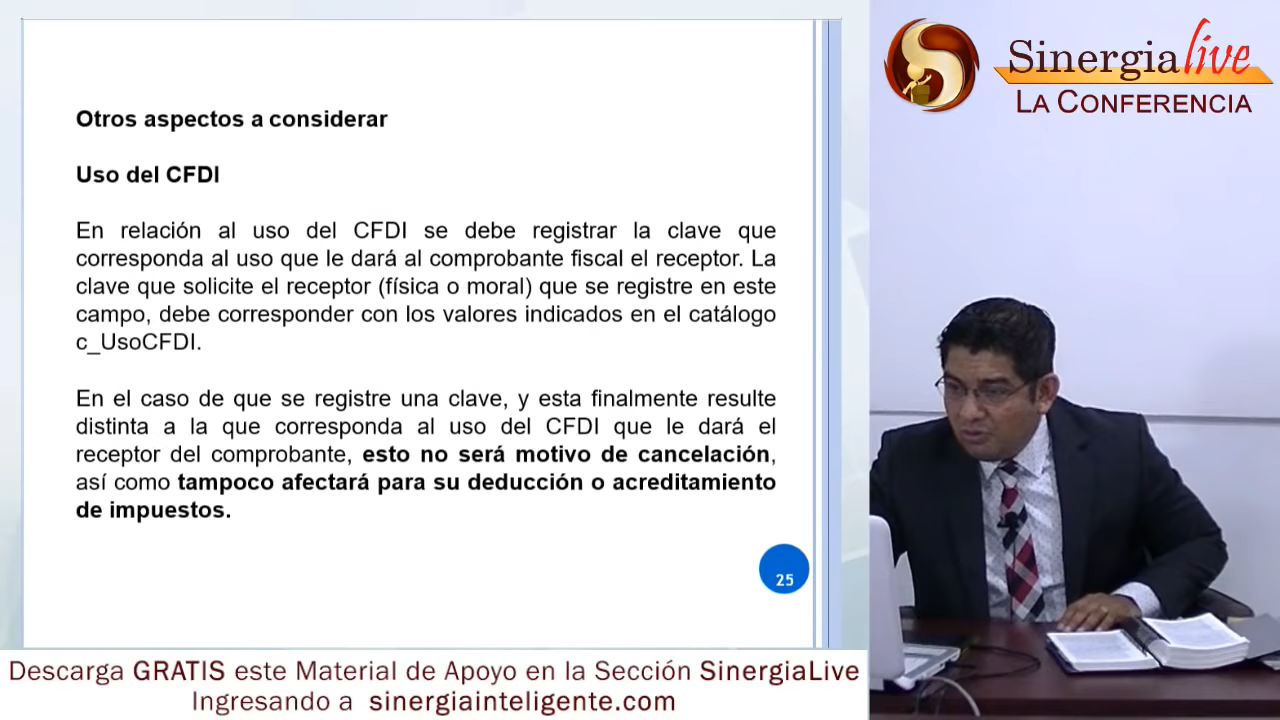 Otros aspectos a considerar
Uso del CFDI
En relación al uso del CFDI se debe registrar la clave que
corresponda al uso que le dará al comprobante fiscal el receptor. La
clave que solicite el receptor (física o moral) que se registre en este
campo, debe corresponder con los valores indicados en el catálogo
c_UsoCFDI.
En el caso de que se registre una clave, y esta finalmente resulte
distinta a la que corresponda al uso del CFDI que le dará el
receptor del comprobante, esto no será motivo de cancelación,
así como tampoco afectará para su deducción o acreditamiento
de impuestos.
25
Sinergialive
LA CONFERENCIA
Descarga GRATIS este Material de Apoyo en la Sección SinergiaLive
Ingresando a sinergiainteligente.com